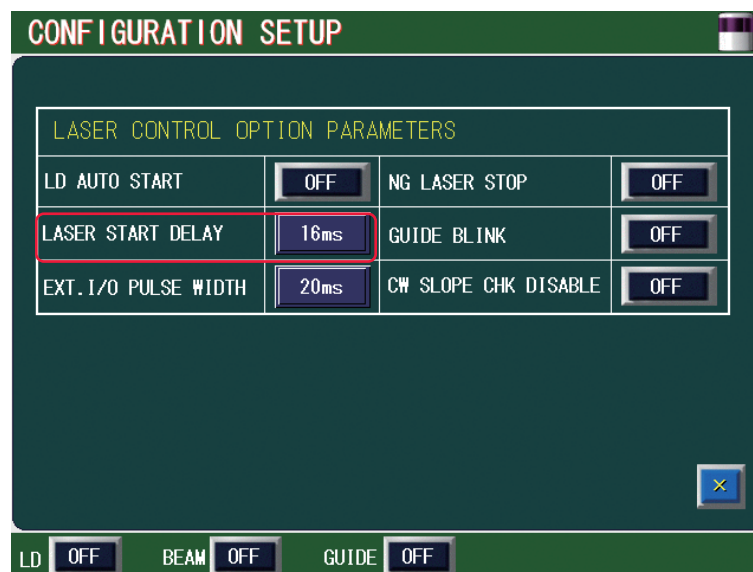 CONFIGURATION SETUP
LASER CONTROL OPTION PARAMETERS
LD AUTO START OFF NG LASER STOP OFF
LASER START DELAY 16ms GUIDE BLINK OFF
EXT.I/O PULSE WIDTH 20ms CW SLOPE CHK DISABLE OFF
×
LD OFF BEAM OFF GUIDE OFF